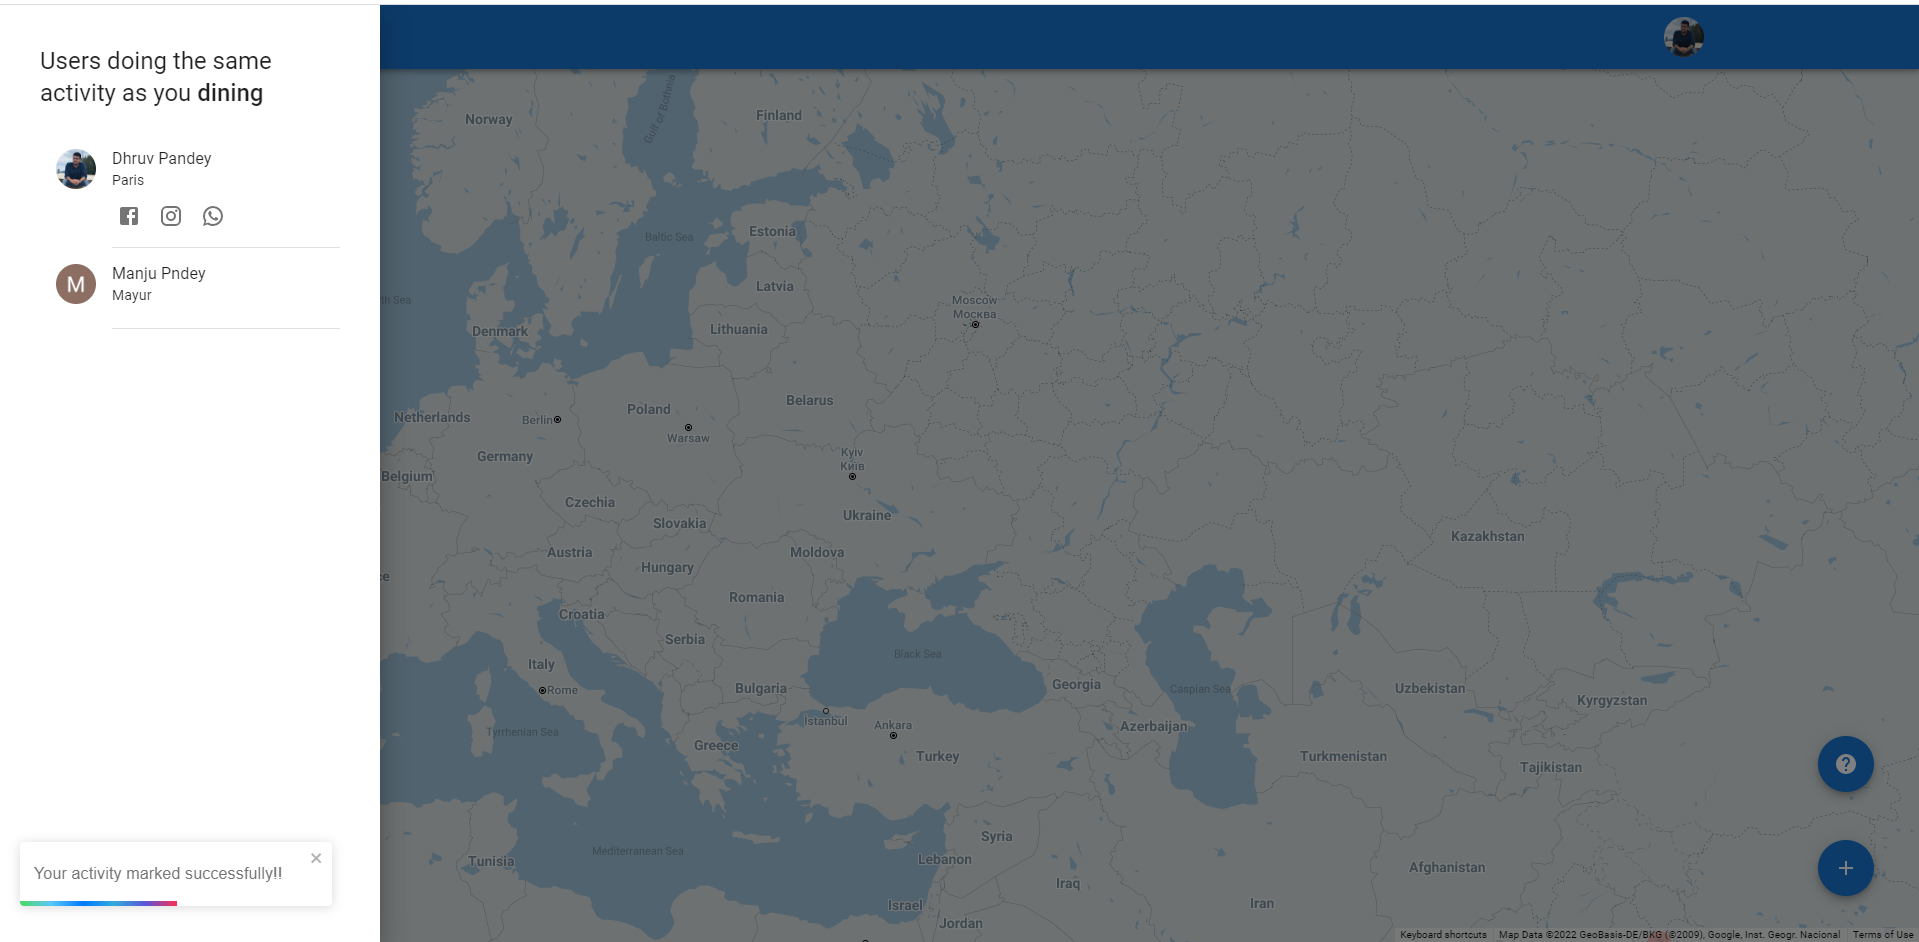 Users doing the same
activity as you dining
Dhruv Pandey
Paris
M
Manju Pndey
Mayur
Your activity marked successfully!!
Norway
Gulf of Bothnia
Finland
Baltic Sea
Estonia
Latvia
th Sea
Moscow
Москва
Denmark
Lithuania
Netherlands
Berlin
Poland
Warsaw
Belarus
Belgium
Germany
Kyiv
Київ
Czechia
Ukraine
Slovakia
Kazakhstan
Austria
Moldova
Hungary
ce
Romania
Croatia
Serbia
Black Sea
Italy
Rome
Bulgaria
Georgia
Caspian Sea
Uzbekistan
Kyrgyzstan
Istanbul
Ankara
Azerbaijan
Tyrrhenian Sea
Greece
Turkey
Turkmenistan
Tajikistan
Syria
Mediterranean Sea
Tunisia
Lebanon
Afghanistan
Iraq
Iran
Israel
Jordan
Keyboard shortcuts
Map Data ©2022 GeoBasis-DE/BKG (©2009), Google, Inst. Geogr. Nacional
Terms of Use